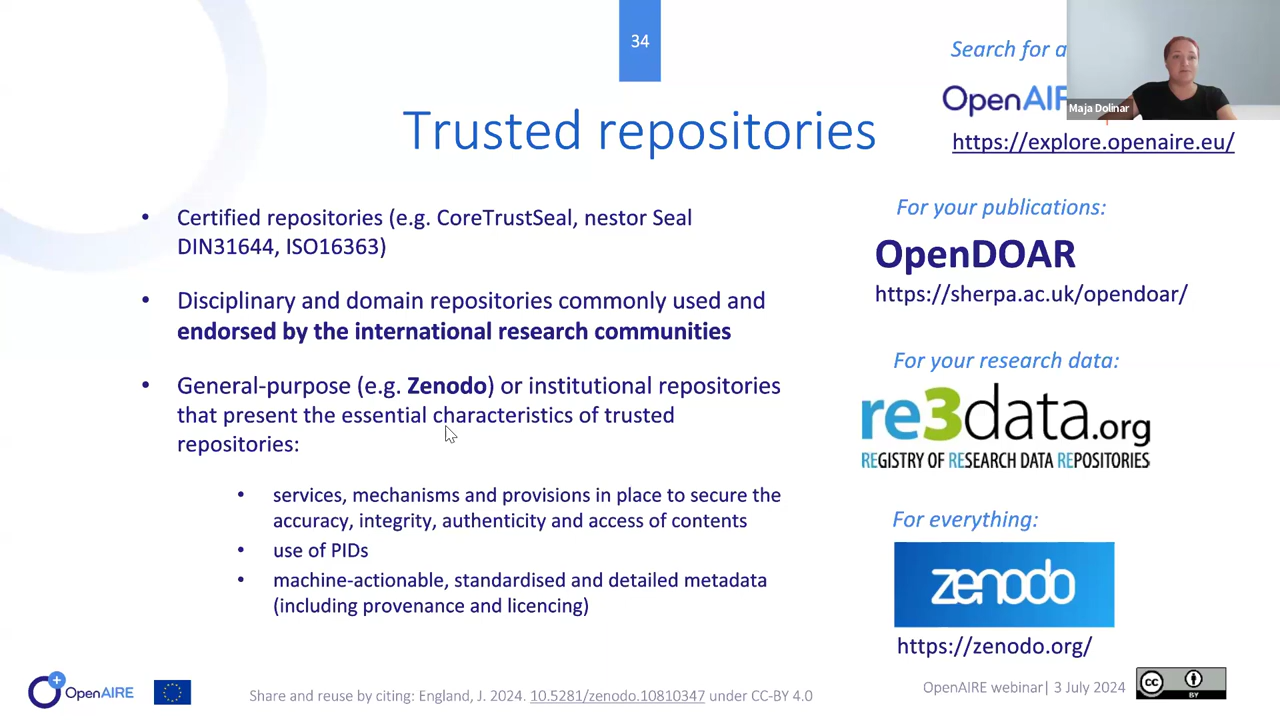 34
Search for a
OpenAIR
Maja Dolinar
https://explore.openaire.eu/
Trusted repositories
• Certified repositories (e.g. CoreTrustSeal, nestor Seal
DIN31644, ISO16363)
• Disciplinary and domain repositories commonly used and
endorsed by the international research communities
• General-purpose (e.g. Zenodo) or institutional repositories
that present the essential characteristics of trusted
repositories:
• services, mechanisms and provisions in place to secure the
accuracy, integrity, authenticity and access of contents
• use of PIDs
• machine-actionable, standardised and detailed metadata
(including provenance and licencing)
For your publications:
OpenDOAR
https://sherpa.ac.uk/opendoar/
For your research data:
re3data.org
REGISTRY OF RESEARCH DATA REPOSITORIES
For everything:
zenodo
https://zenodo.org/
OpenAIRE
Share and reuse by citing: England, J. 2024. 10.5281/zenodo.10810347 under CC-BY 4.0
OpenAIRE webinar| 3 July 2024
CC BY